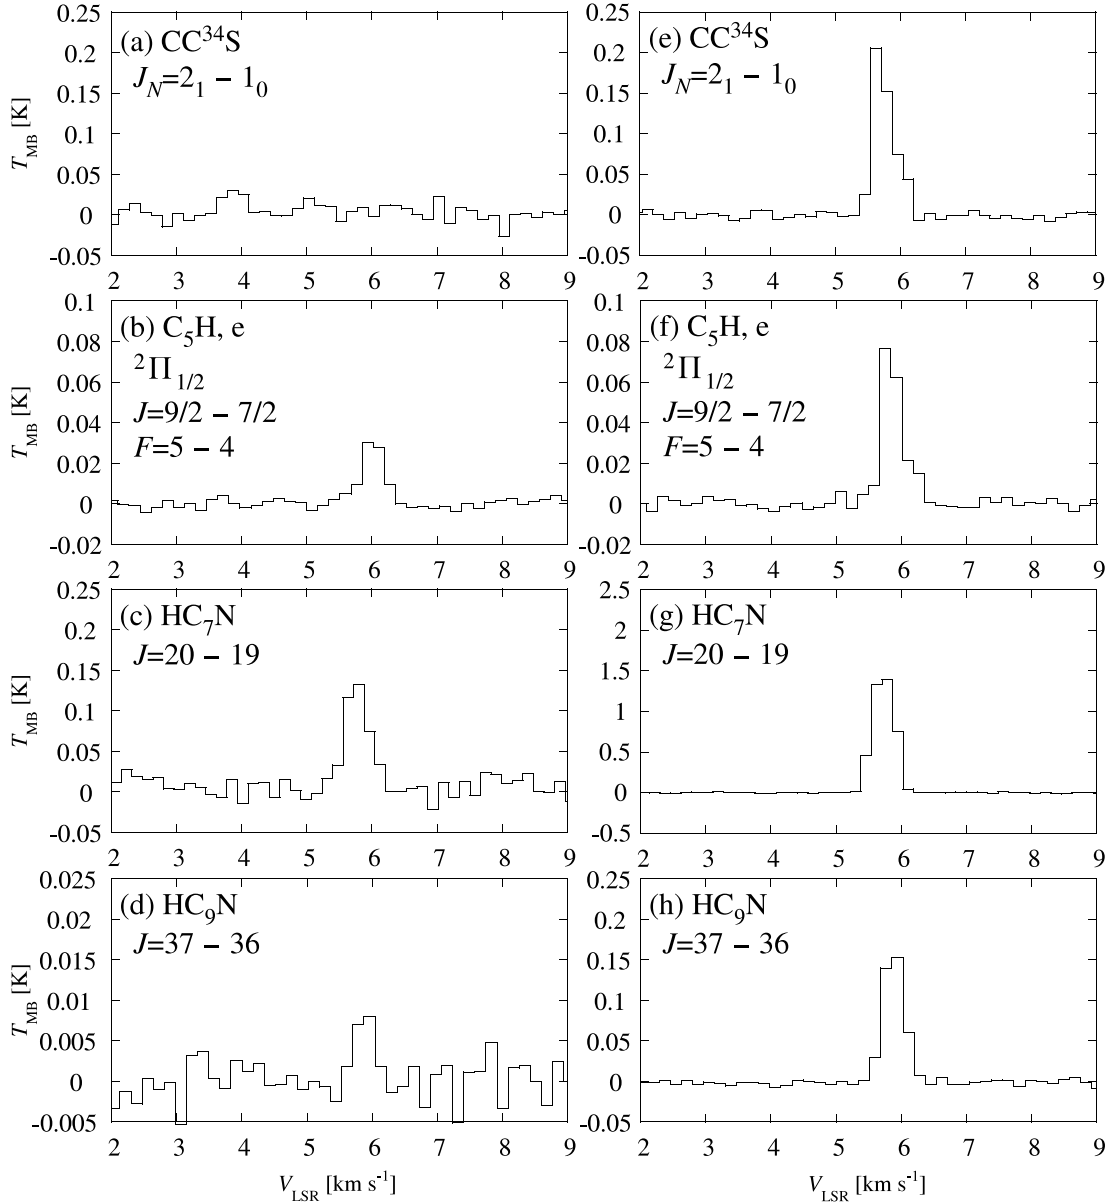 (a) CC³⁴S
J_N=2₁ − 1₀
T_MB [K]
0.25
0.2
0.15
0.1
0.05
0
-0.05
2 3 4 5 6 7 8 9
(e) CC³⁴S
J_N=2₁ − 1₀
0.25
0.2
0.15
0.1
0.05
0
-0.05
2 3 4 5 6 7 8 9
(b) C₅H, e
²Π₁/₂
J=9/2 − 7/2
F=5 − 4
T_MB [K]
0.1
0.08
0.06
0.04
0.02
0
-0.02
2 3 4 5 6 7 8 9
(f) C₅H, e
²Π₁/₂
J=9/2 − 7/2
F=5 − 4
0.1
0.08
0.06
0.04
0.02
0
-0.02
2 3 4 5 6 7 8 9
(c) HC₇N
J=20 − 19
T_MB [K]
0.25
0.2
0.15
0.1
0.05
0
-0.05
2 3 4 5 6 7 8 9
(g) HC₇N
J=20 − 19
2.5
2
1.5
1
0.5
0
-0.5
2 3 4 5 6 7 8 9
(d) HC₉N
J=37 − 36
T_MB [K]
0.025
0.02
0.015
0.01
0.005
0
-0.005
2 3 4 5 6 7 8 9
V_LSR [km s⁻¹]
(h) HC₉N
J=37 − 36
0.25
0.2
0.15
0.1
0.05
0
-0.05
2 3 4 5 6 7 8 9
V_LSR [km s⁻¹]